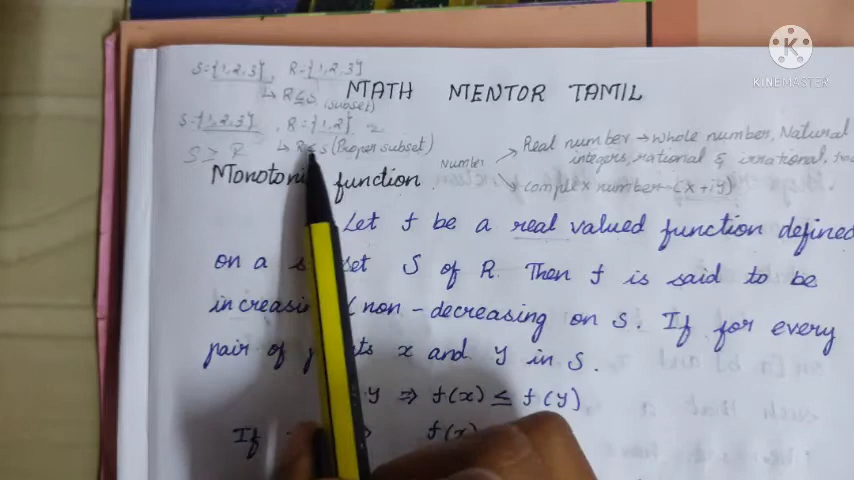 S={1,2,3}, R={1,2,3}
↳ R⊆S (subset)
MATH MENTOR TAMIL
KINEMASTER
S={1,2,3}, R={1,2}
↳ (Proper subset)
S > R
Number
Real number → Whole number, Natural
integers, rational & irrational,
complex number → (x+iy)
function
Let f be a real valued function defined
on a S of R. Then f is said to be
(non-decreasing on S. If for every
pair of x and y in S.
y ⇒ f(x) ≤ f(y)
If f(x)